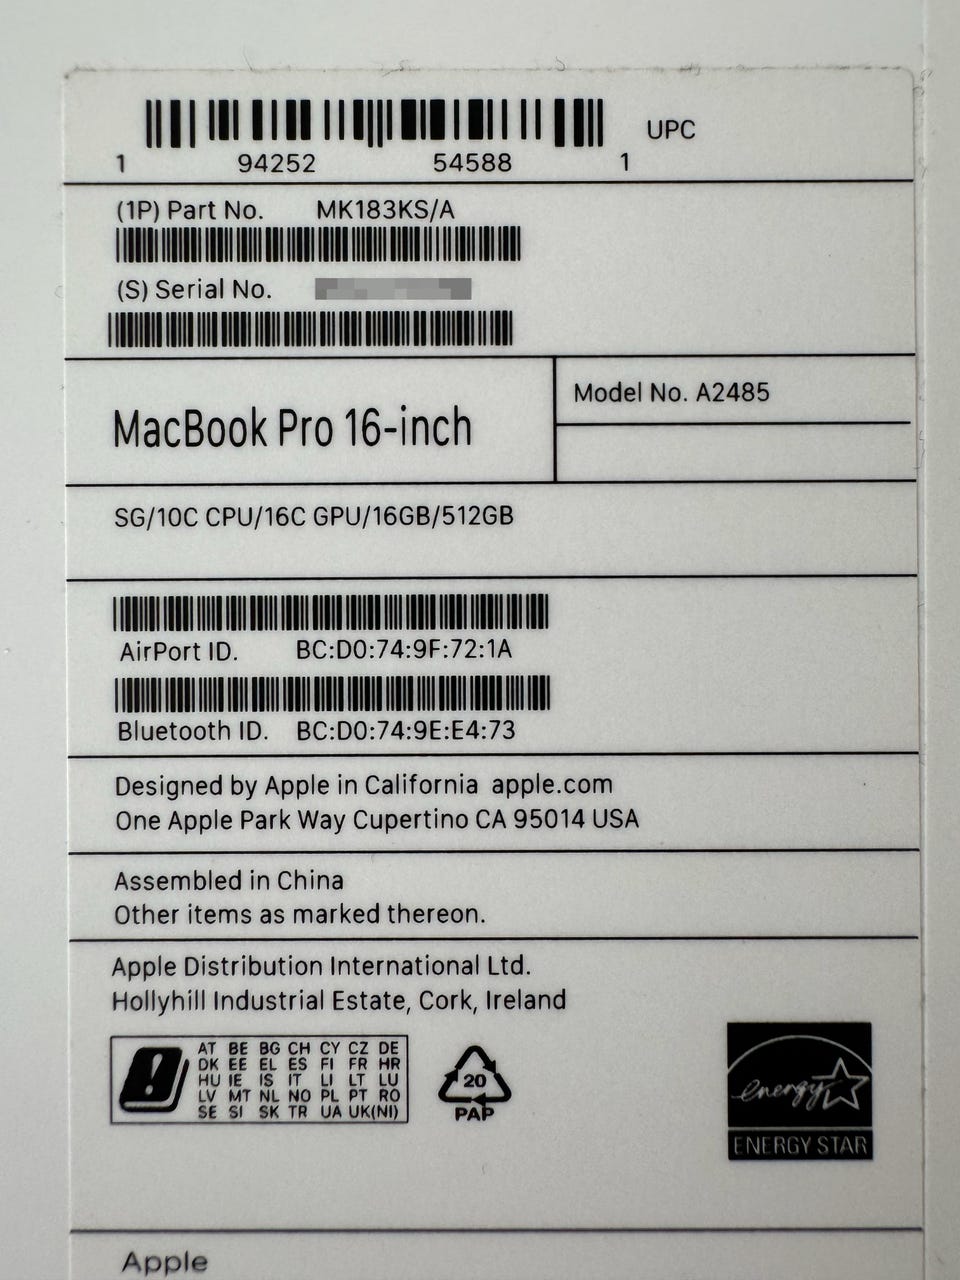 UPC
1 94252 54588 1
(1P) Part No. MK183KS/A
(S) Serial No.
MacBook Pro 16-inch
Model No. A2485
SG/10C CPU/16C GPU/16GB/512GB
AirPort ID. BC:D0:74:9F:72:1A
Bluetooth ID. BC:D0:74:9E:E4:73
Designed by Apple in California apple.com
One Apple Park Way Cupertino CA 95014 USA
Assembled in China
Other items as marked thereon.
Apple Distribution International Ltd.
Hollyhill Industrial Estate, Cork, Ireland
AT BE BG CH CY CZ DE
DK EE EL ES FI FR HR
HU IE IS IT LI LT LU
LV MT NL NO PL PT RO
SE SI SK TR UA UK(NI)
20
PAP
energy
ENERGY STAR
Apple